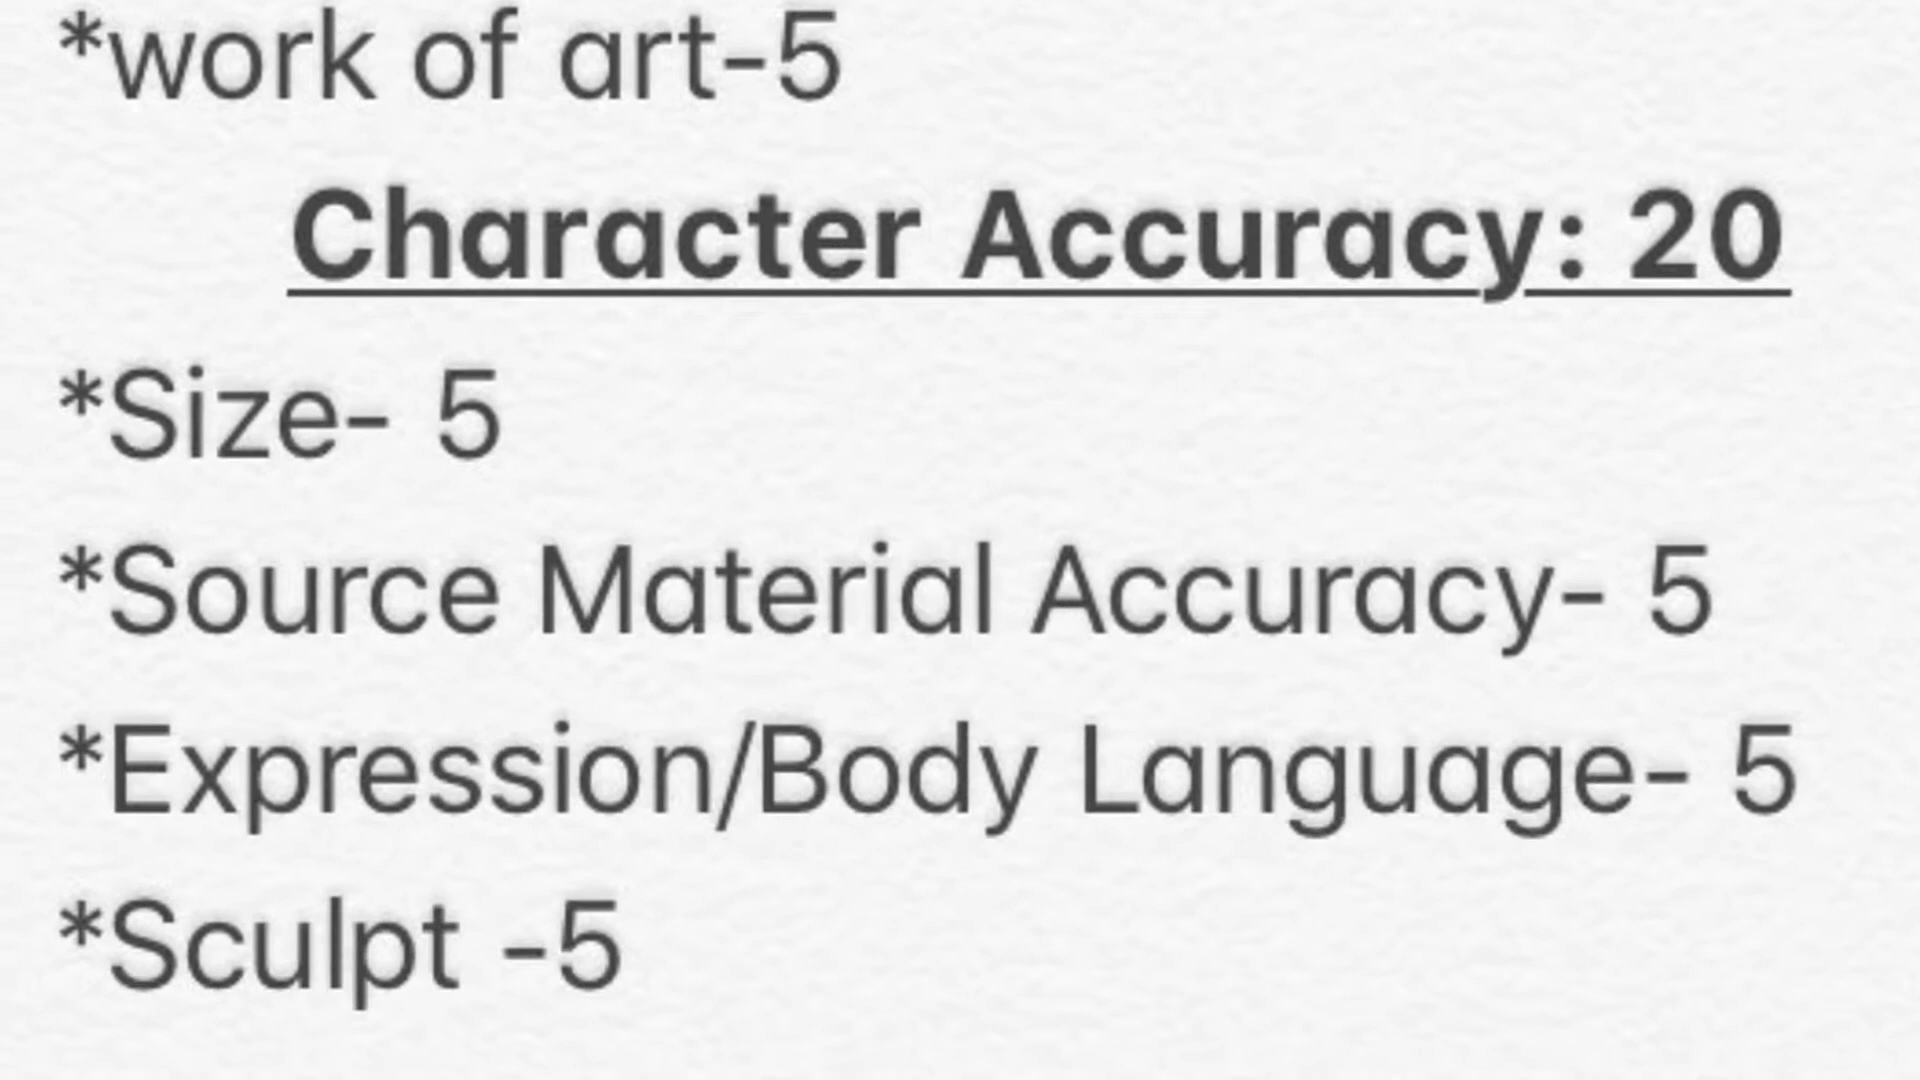 *work of art-5
Character Accuracy: 20
*Size- 5
*Source Material Accuracy- 5
*Expression/Body Language- 5
*Sculpt -5